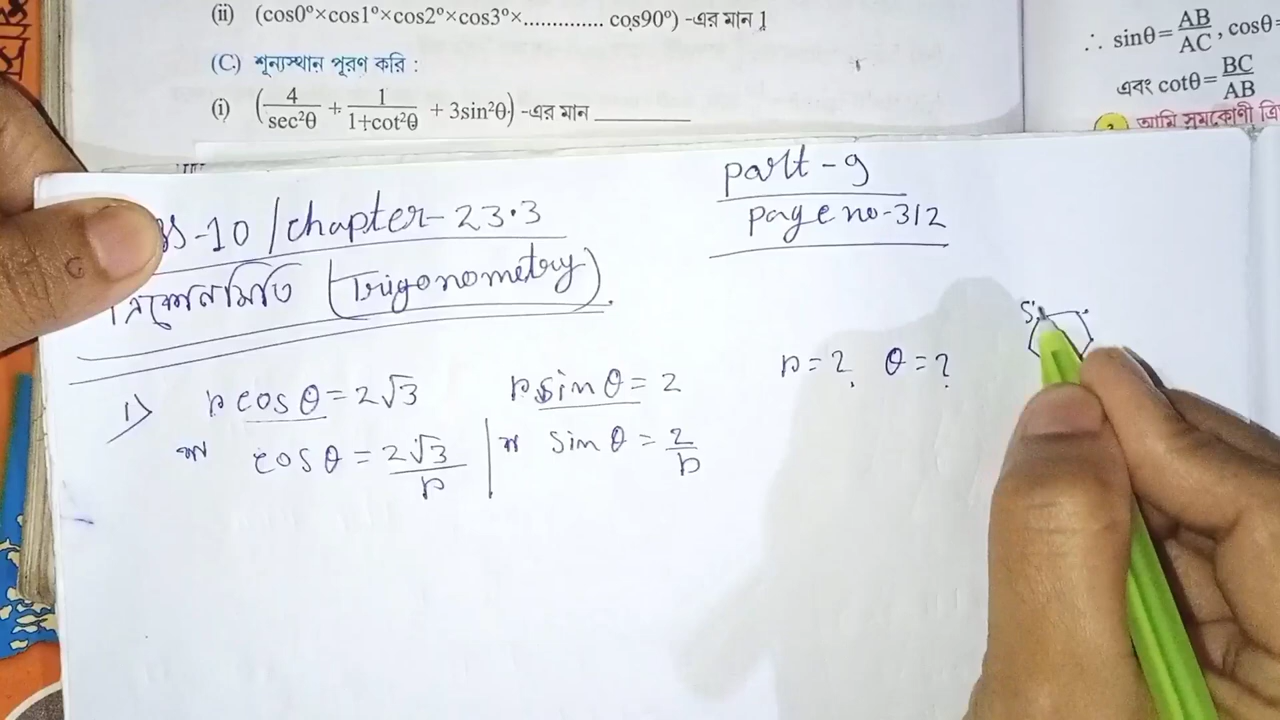 (ii) (cos0°×cos1°×cos2°×cos3°×.............. cos90°) -এর মান 1
(C) শূন্যস্থান পূরণ করি :
(i) (4/sec²θ + 1/1+cot²θ + 3sin²θ) -এর মান ________
∴ sinθ= AB/AC , cosθ=
এবং cotθ= BC/AB
আমি সমকোণী
part - 9
page no - 312
-10 / chapter - 23.3
ত্রিকোনমিতি (Trigonometry).
1) r cos θ = 2√3 r sin θ = 2 r = ?, θ = ?
বা cos θ = 2√3/r | বা sin θ = 2/r